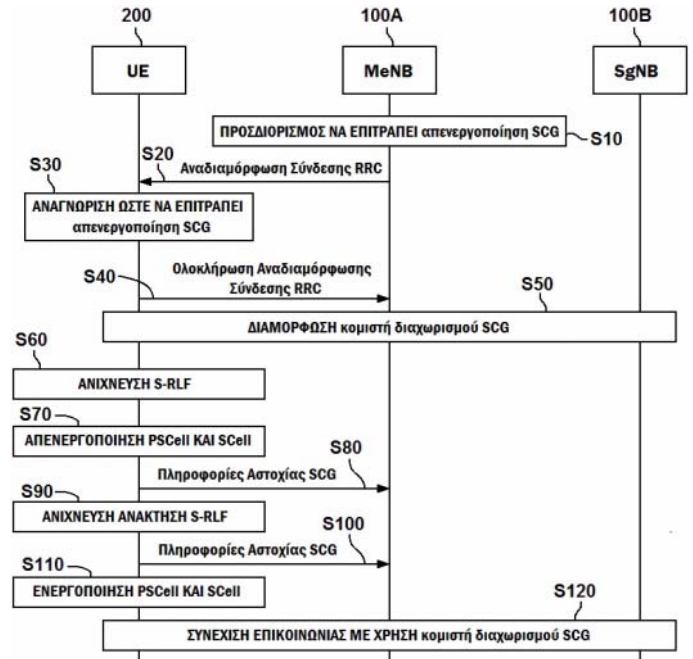 200
100A
100B
UE
MeNB
SgNB
ΠΡΟΣΔΙΟΡΙΣΜΟΣ ΝΑ ΕΠΙΤΡΑΠΕΙ απενεργοποίηση SCG
S10
S20
Αναδιαμόρφωση Σύνδεσης RRC
S30
ΑΝΑΓΝΩΡΙΣΗ ΩΣΤΕ ΝΑ ΕΠΙΤΡΑΠΕΙ
απενεργοποίηση SCG
S40
Ολοκλήρωση Αναδιαμόρφωσης
Σύνδεσης RRC
S50
ΔΙΑΜΟΡΦΩΣΗ κομιστή διαχωρισμού SCG
S60
ΑΝΙΧΝΕΥΣΗ S-RLF
S70
ΑΠΕΝΕΡΓΟΠΟΙΗΣΗ PSCell ΚΑΙ SCell
S80
Πληροφορίες Αστοχίας SCG
S90
ΑΝΙΧΝΕΥΣΗ ΑΝΑΚΤΗΣΗ S-RLF
S100
Πληροφορίες Αστοχίας SCG
S110
ΕΝΕΡΓΟΠΟΙΗΣΗ PSCell ΚΑΙ SCell
S120
ΣΥΝΕΧΙΣΗ ΕΠΙΚΟΙΝΩΝΙΑΣ ΜΕ ΧΡΗΣΗ κομιστή διαχωρισμού SCG